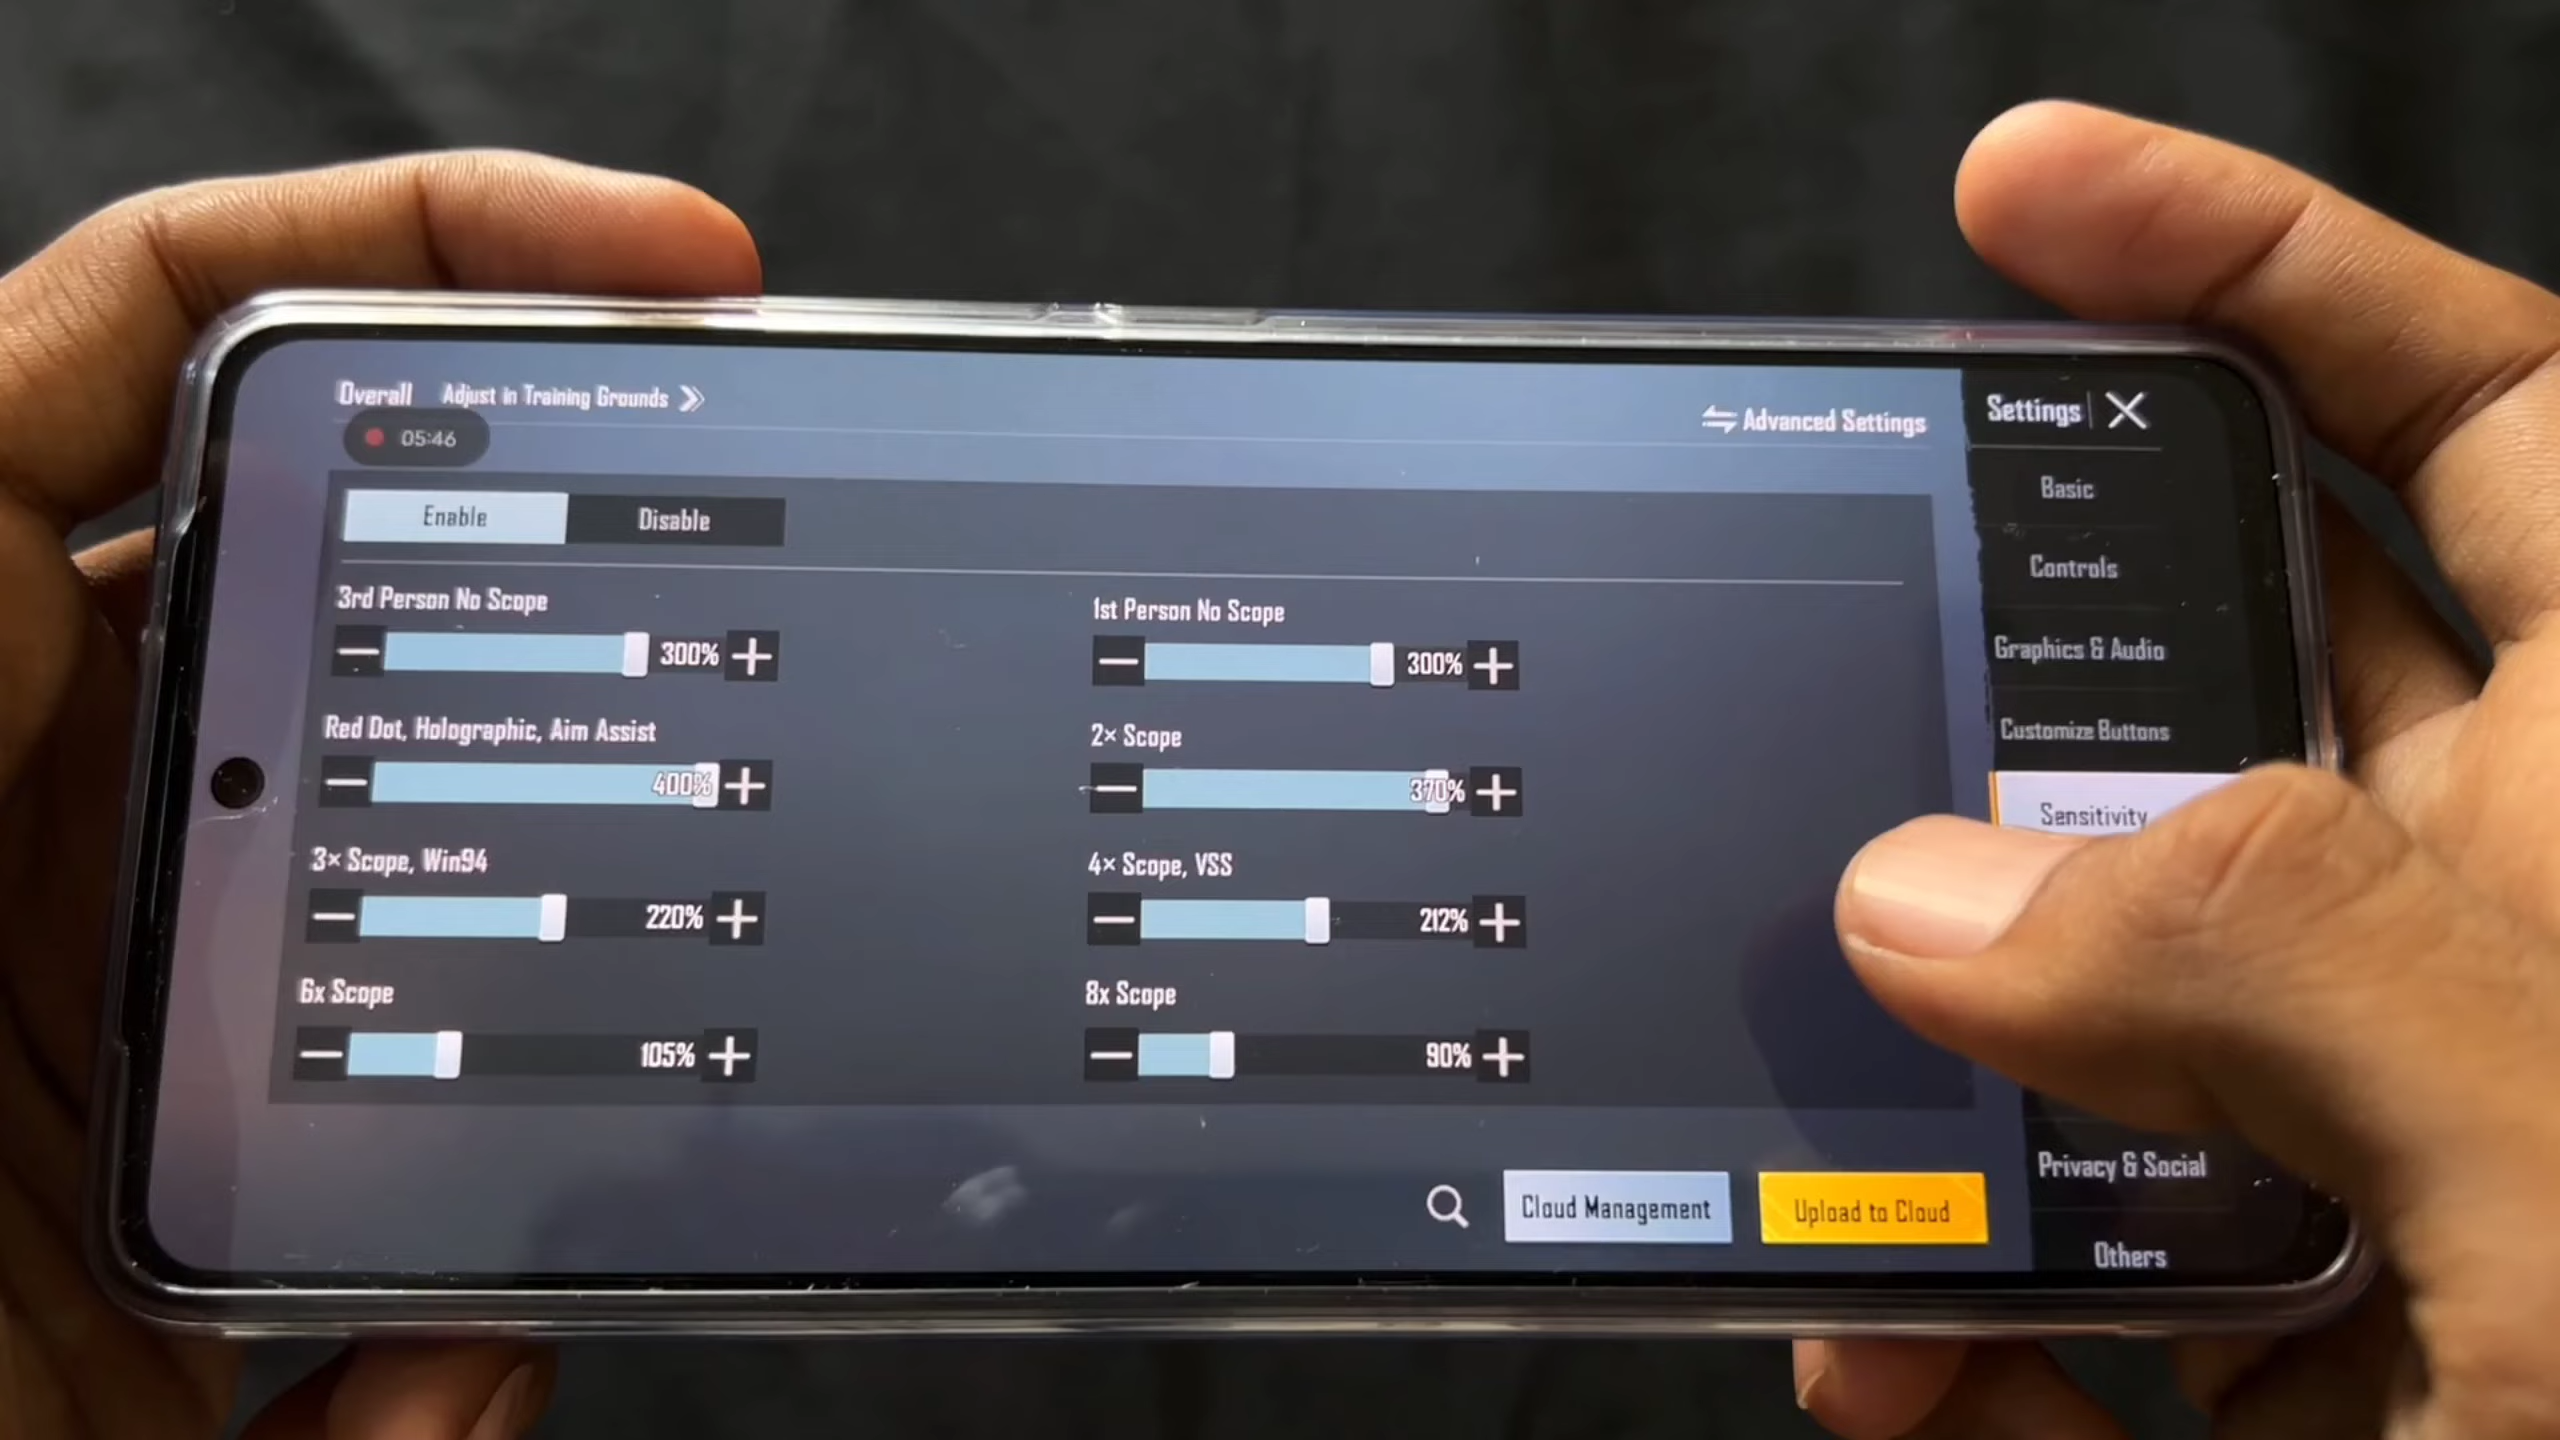 Overall Adjust in Training Grounds
Advanced Settings
05:46
Enable Disable
3rd Person No Scope
300%
1st Person No Scope
300%
Red Dot, Holographic, Aim Assist
400%
2× Scope
370%
3× Scope, Win94
220%
4× Scope, VSS
212%
6x Scope
105%
8x Scope
90%
Cloud Management
Upload to Cloud
Settings
Basic
Controls
Graphics & Audio
Customize Buttons
Sensitivity
Privacy & Social
Others